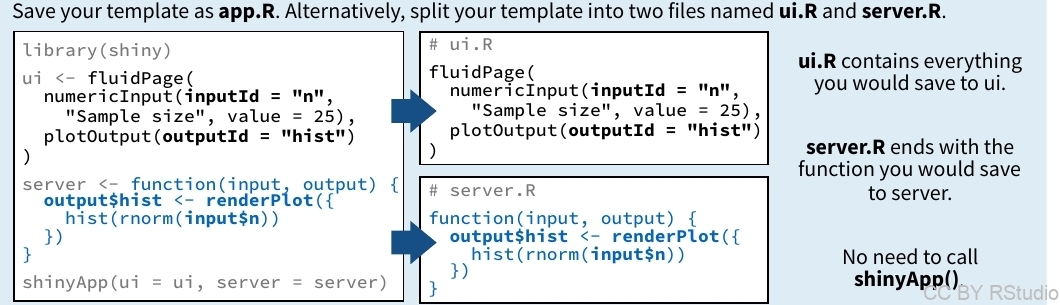 Save your template as app.R. Alternatively, split your template into two files named ui.R and server.R.
library(shiny)
ui <- fluidPage(
numericInput(inputId = "n",
"Sample size", value = 25),
plotOutput(outputId = "hist")
)
server <- function(input, output) {
output$hist <- renderPlot({
hist(rnorm(input$n))
})
}
shinyApp(ui = ui, server = server)
# ui.R
fluidPage(
numericInput(inputId = "n",
"Sample size", value = 25),
plotOutput(outputId = "hist")
)
# server.R
function(input, output) {
output$hist <- renderPlot({
hist(rnorm(input$n))
})
}
ui.R contains everything
you would save to ui.
server.R ends with the
function you would save
to server.
No need to call
shinyApp().
CC BY RStudio